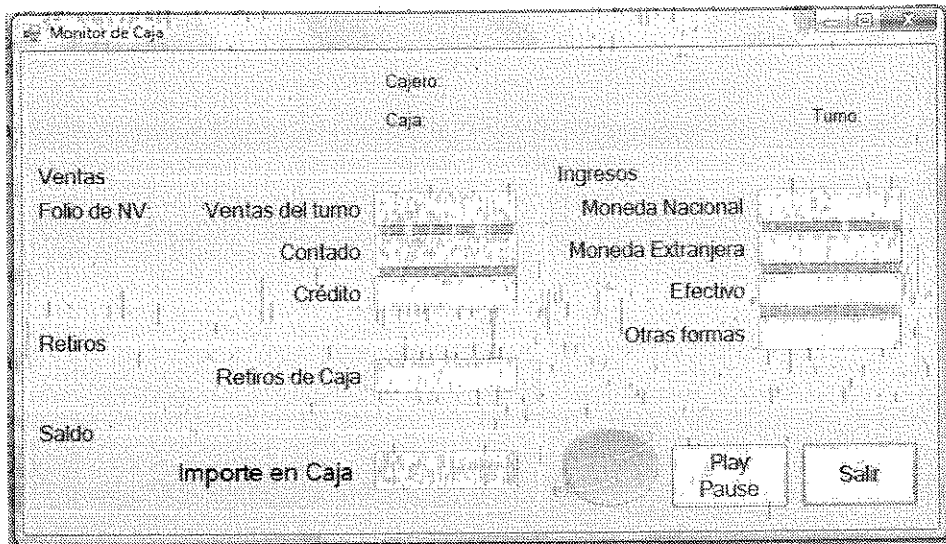 Monitor de Caja
Cajero:
Caja:
Turno:
Ventas
Ingresos
Folio de NV
Ventas del turno
Moneda Nacional
Contado
Moneda Extranjera
Crédito
Efectivo
Otras formas
Retiros
Retiros de Caja
Saldo
Importe en Caja
Play
Pause
Salir